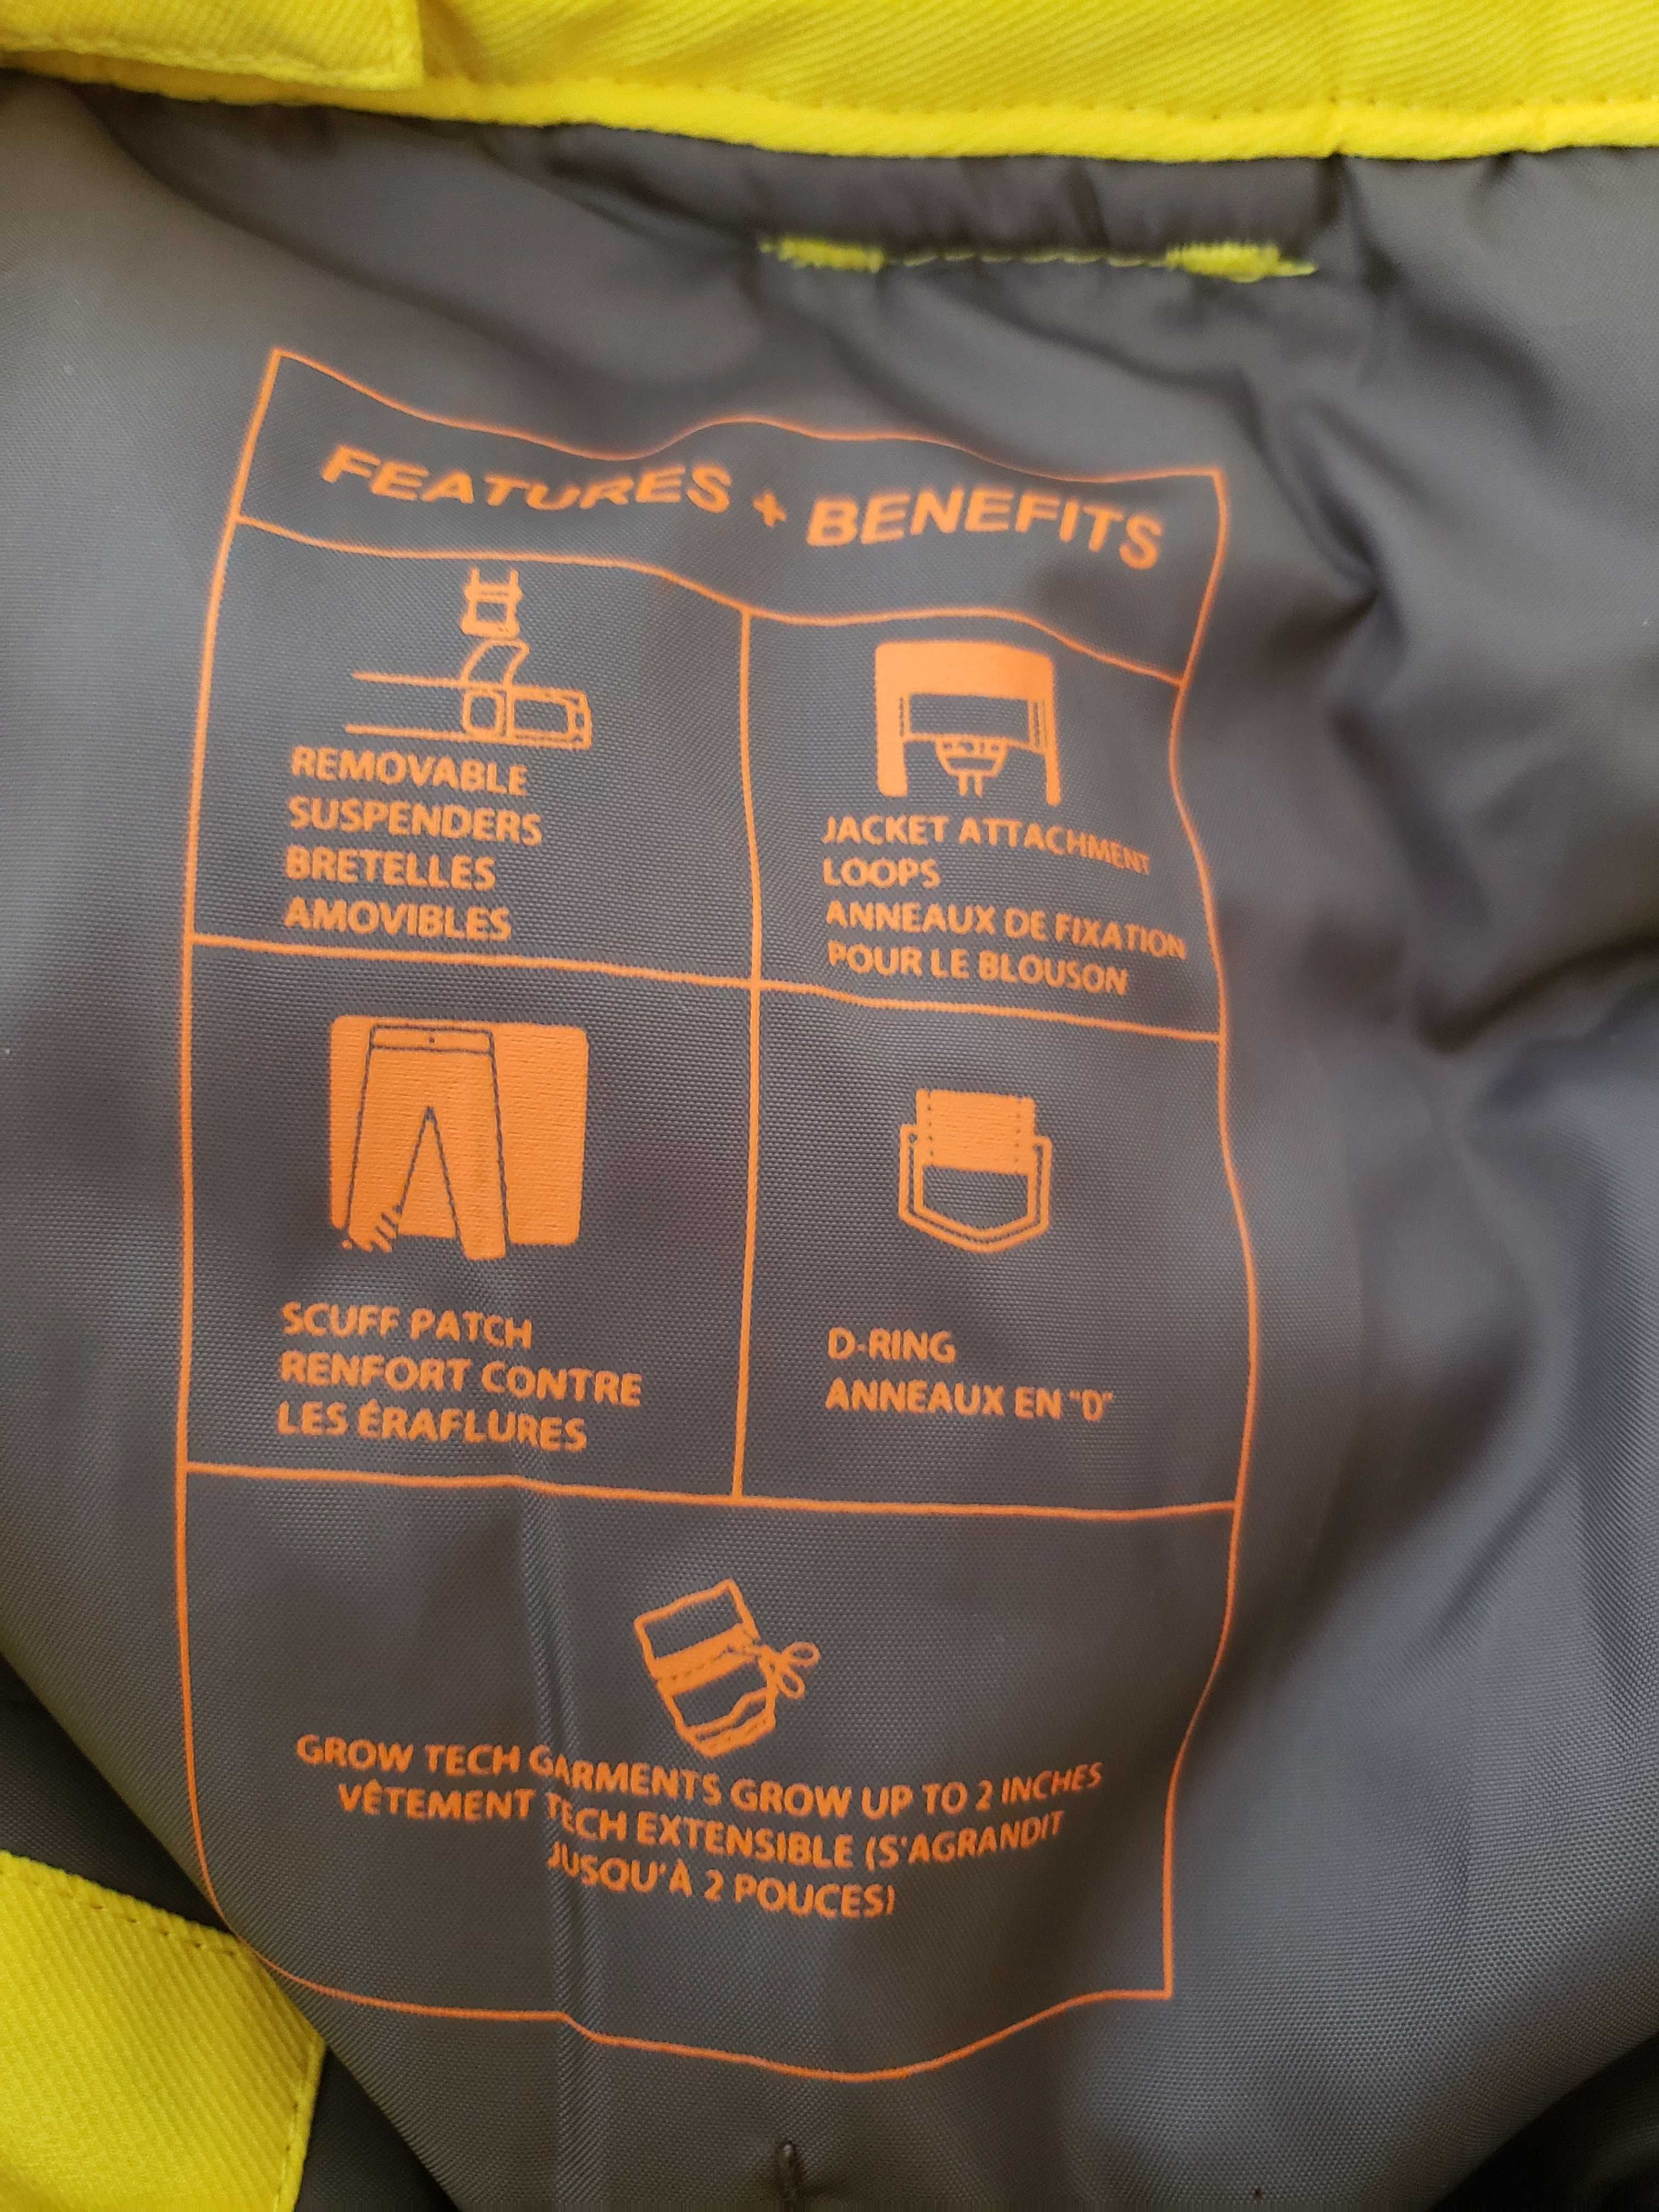 FEATURES + BENEFITS
REMOVABLE
SUSPENDERS
BRETELLES
AMOVIBLES
JACKET ATTACHMENT
LOOPS
ANNEAUX DE FIXATION
POUR LE BLOUSON
SCUFF PATCH
RENFORT CONTRE
LES ÉRAFLURES
D-RING
ANNEAUX EN "D"
GROW TECH GARMENTS GROW UP TO 2 INCHES
VÊTEMENT TECH EXTENSIBLE (S'AGRANDIT
JUSQU'À 2 POUCES)